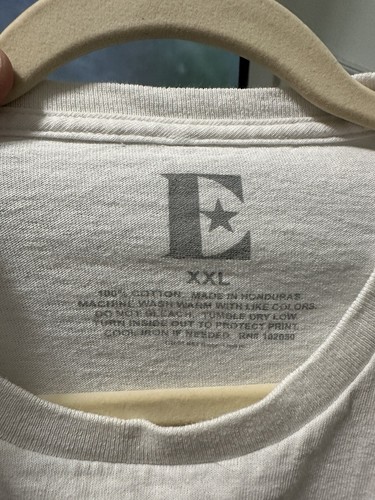 E
XXL
100% COTTON. MADE IN HONDURAS
MACHINE WASH WARM WITH LIKE COLORS.
DO NOT BLEACH. TUMBLE DRY LOW.
TURN INSIDE OUT TO PROTECT PRINT.
COOL IRON IF NEEDED. RN#